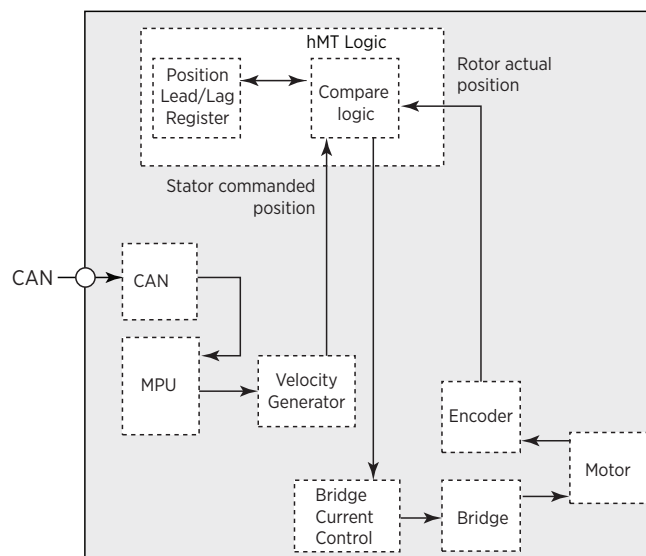 hMT Logic
Position
Lead/Lag
Register
Compare
logic
Rotor actual
position
Stator commanded
position
CAN
CAN
MPU
Velocity
Generator
Encoder
Motor
Bridge
Current
Control
Bridge